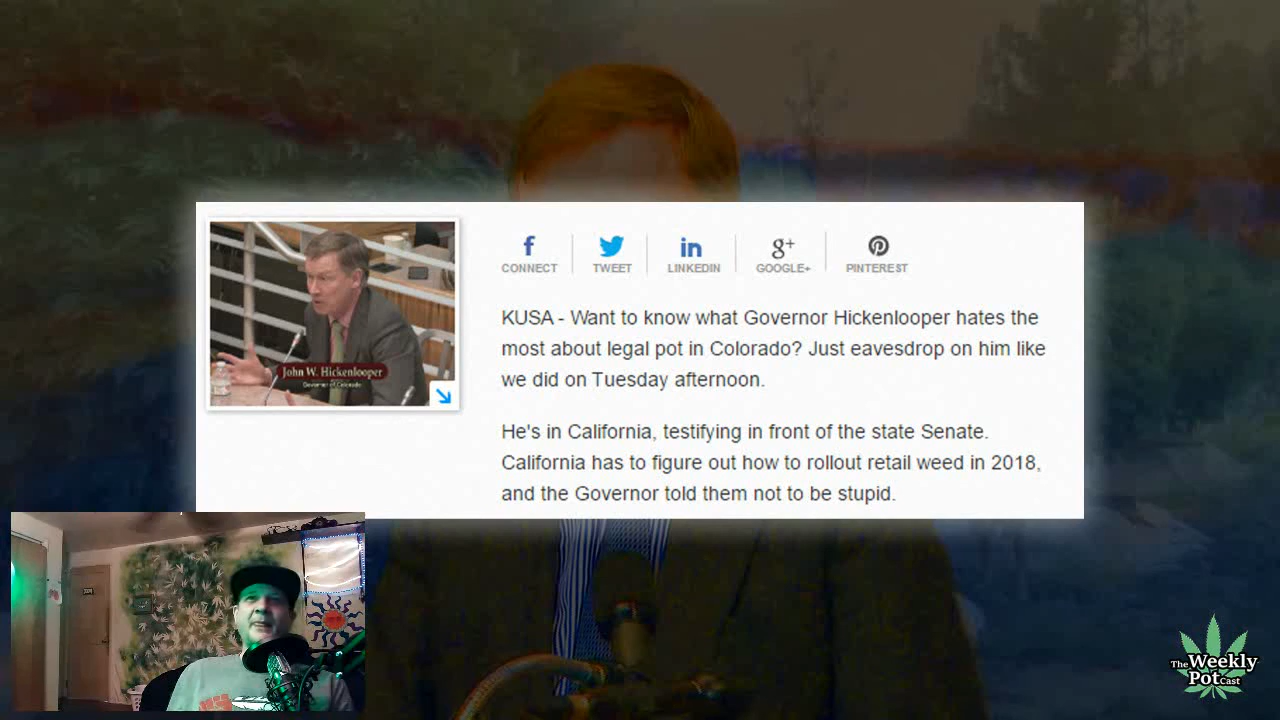 CONNECT
TWEET
LINKEDIN
GOOGLE+
PINTEREST
KUSA - Want to know what Governor Hickenlooper hates the
most about legal pot in Colorado? Just eavesdrop on him like
we did on Tuesday afternoon.
He's in California, testifying in front of the state Senate.
California has to figure out how to rollout retail weed in 2018,
and the Governor told them not to be stupid.
John W. Hickenlooper
Governor of Colorado
The Weekly
PotCast